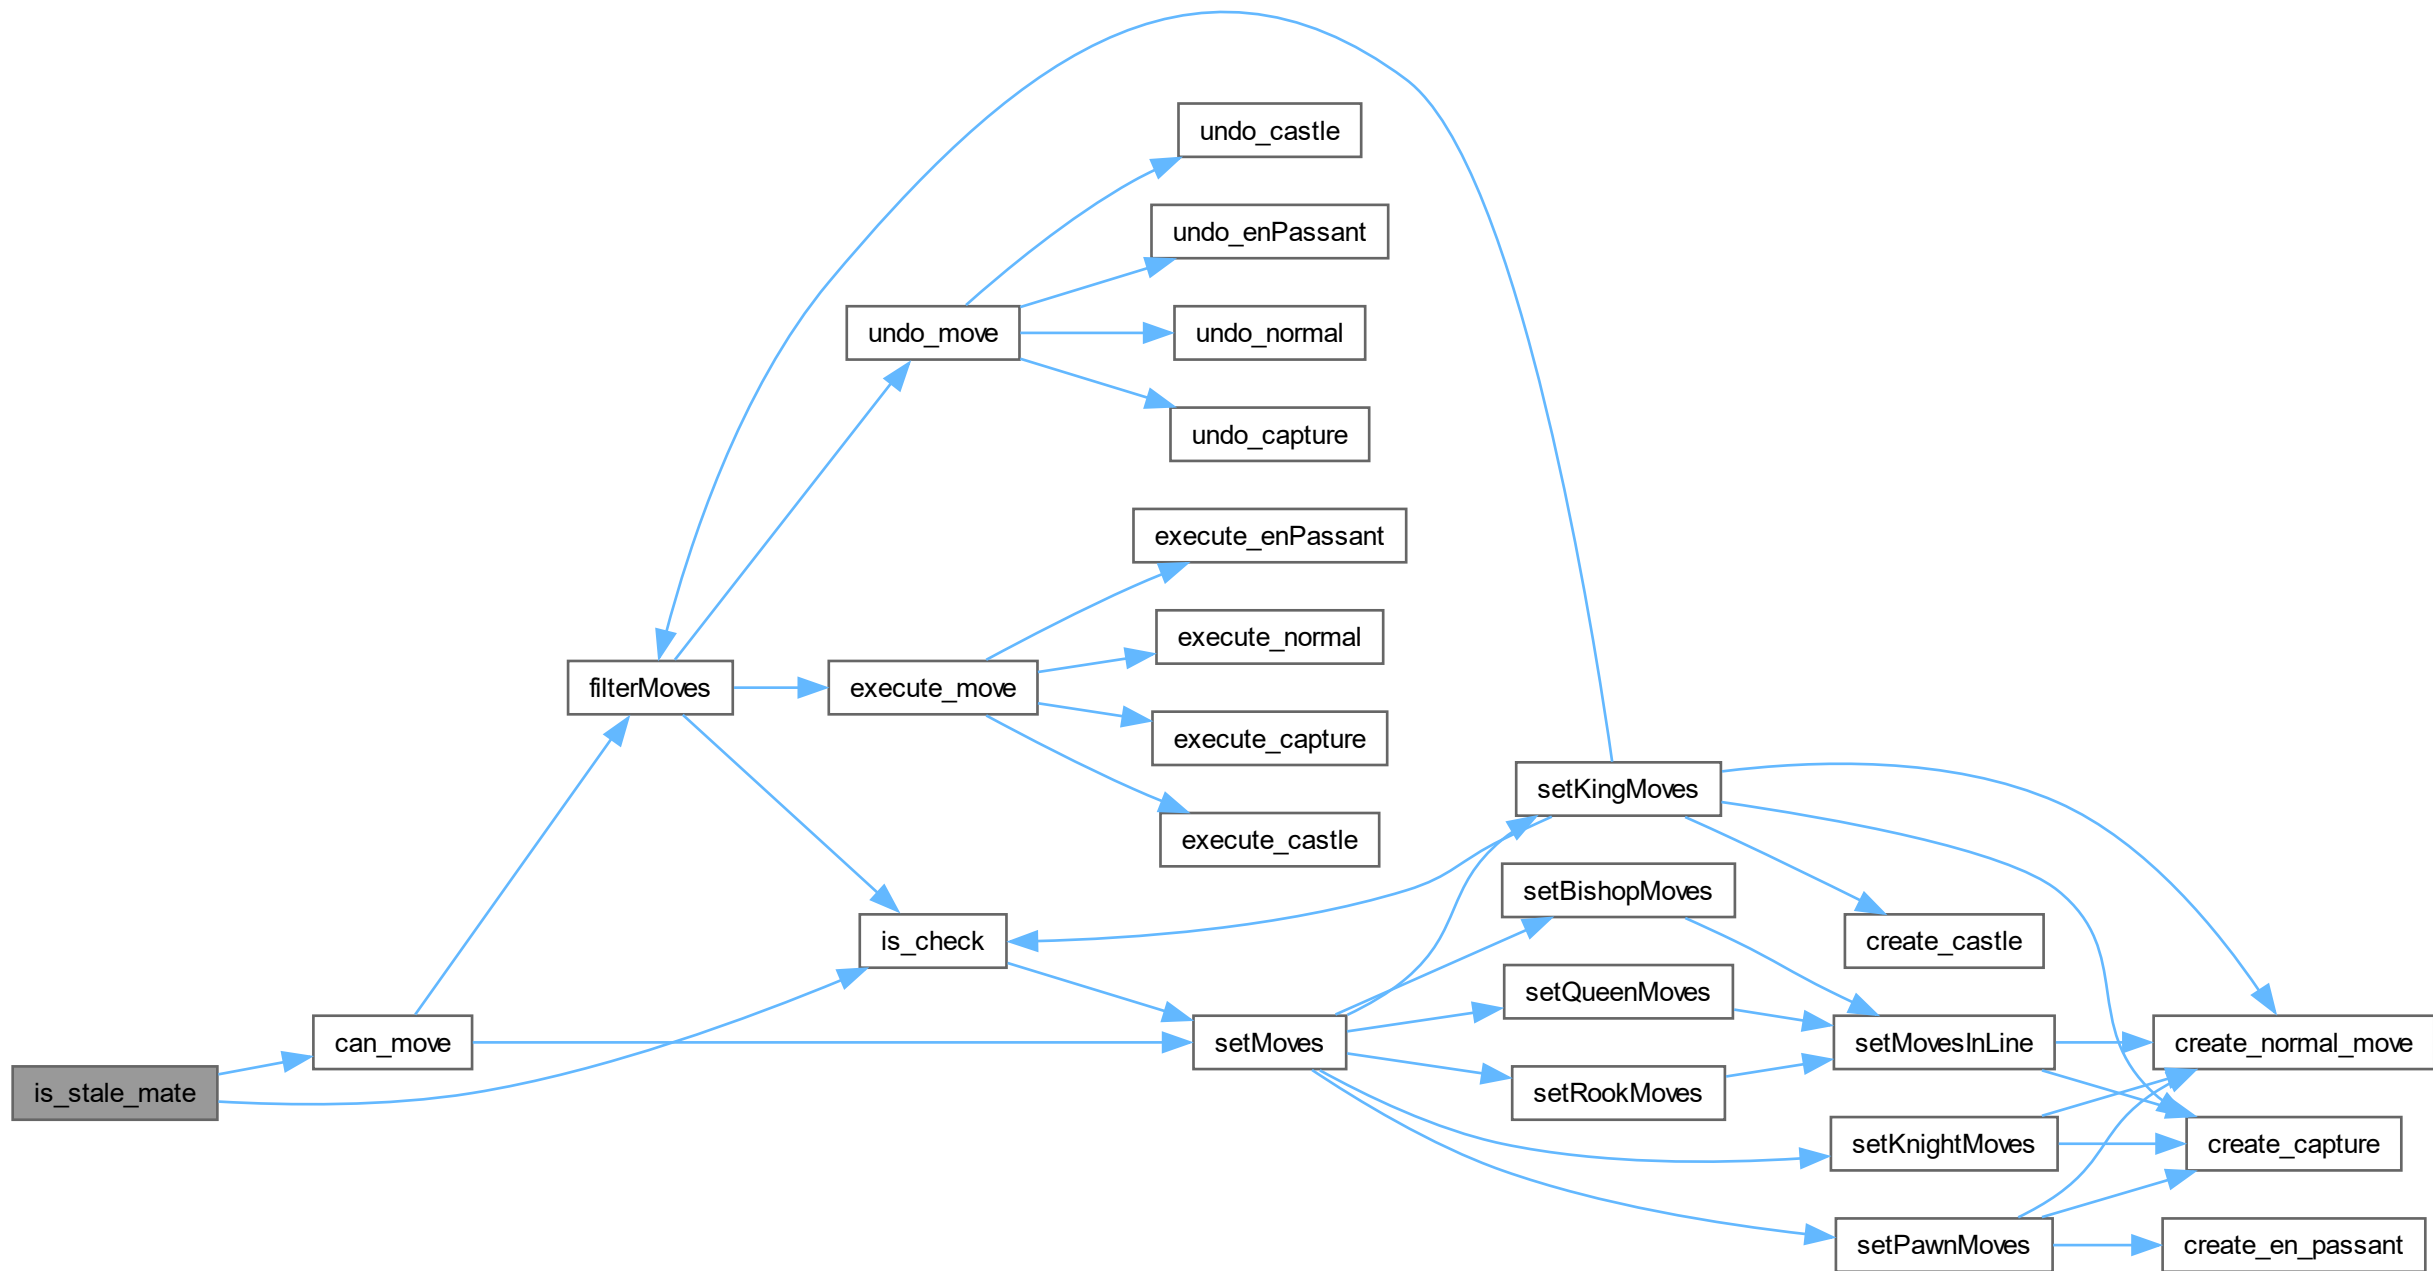 undo_castle
undo_enPassant
undo_move
undo_normal
undo_capture
execute_enPassant
execute_normal
filterMoves
execute_move
execute_capture
setKingMoves
execute_castle
setBishopMoves
is_check
create_castle
setQueenMoves
can_move
setMoves
setMovesInLine
create_normal_move
is_stale_mate
setRookMoves
setKnightMoves
create_capture
setPawnMoves
create_en_passant